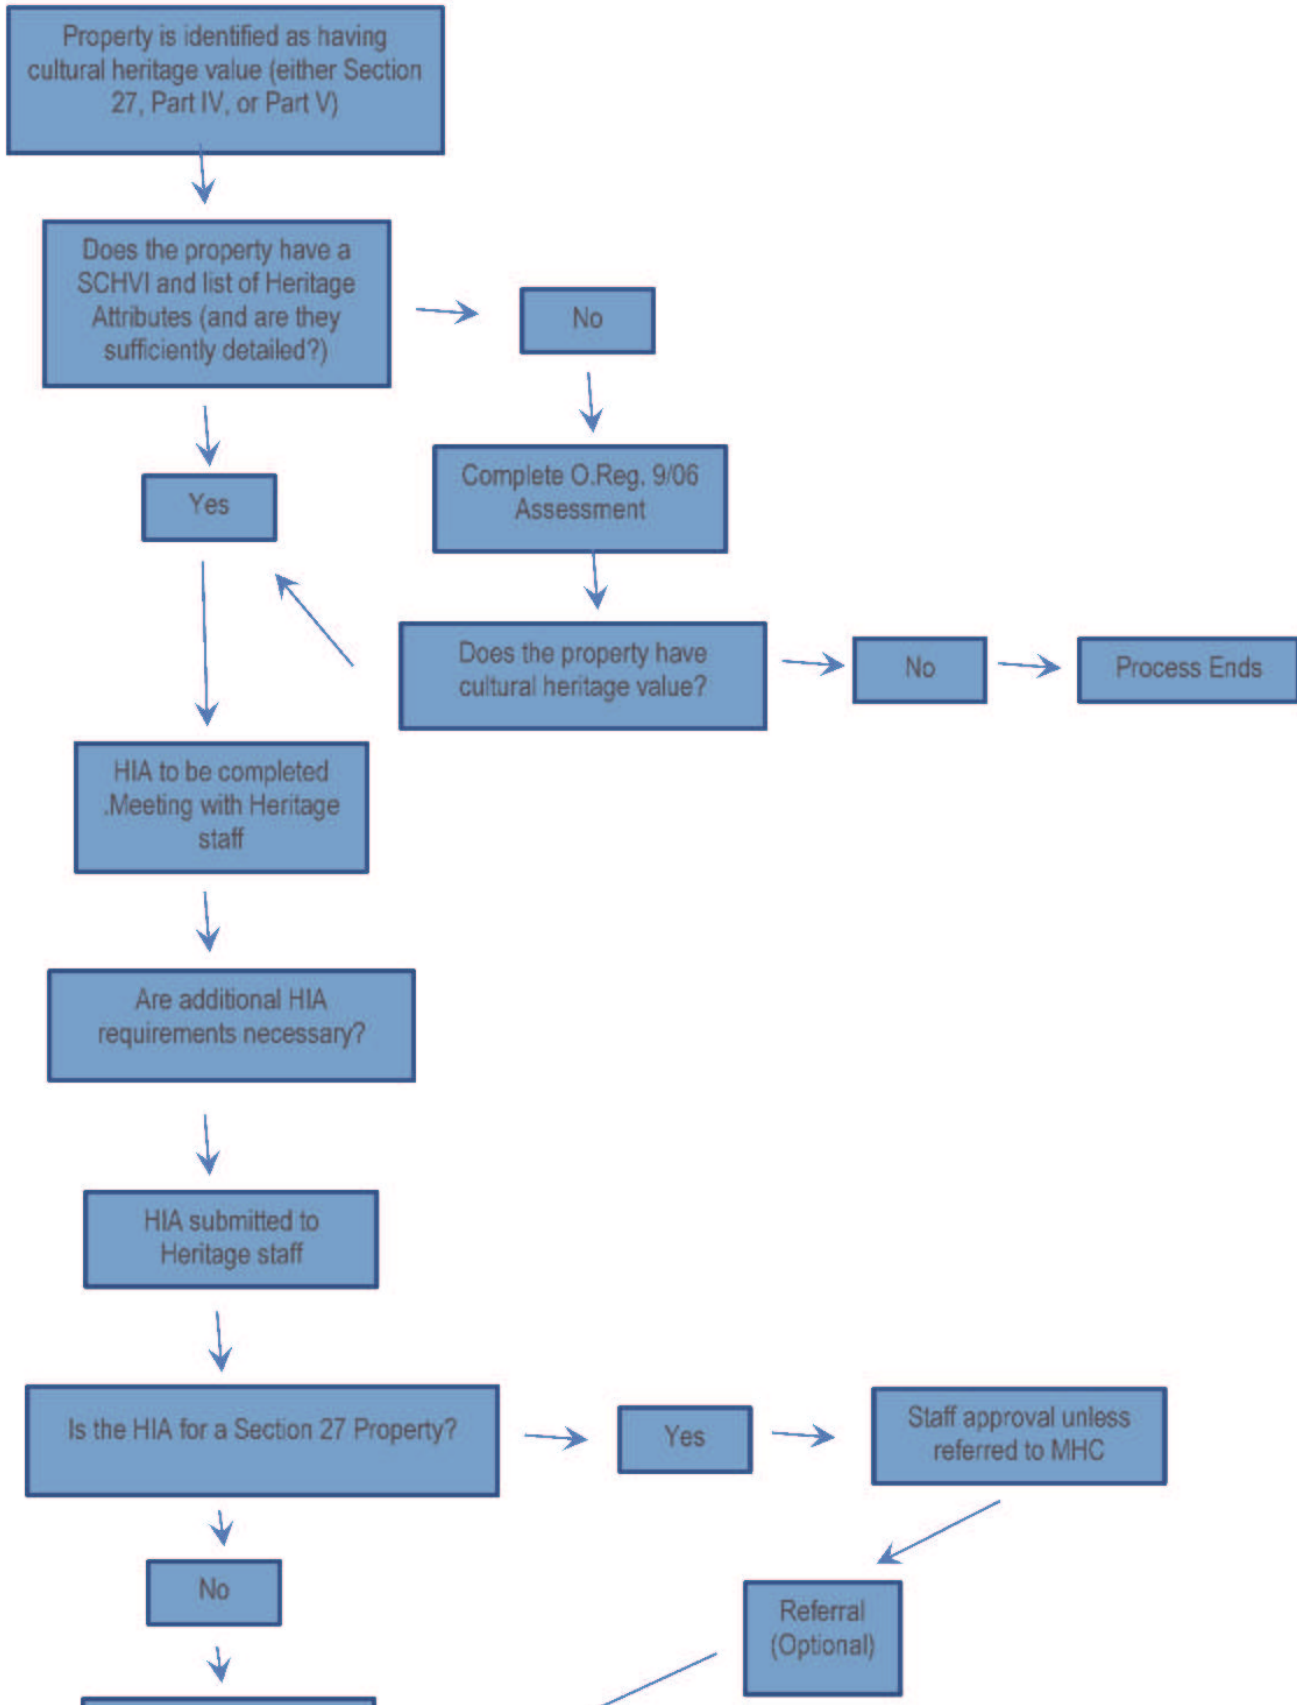 Property is identified as having
cultural heritage value (either Section
27, Part IV, or Part V)
Does the property have a
SCHVI and list of Heritage
Attributes (and are they
sufficiently detailed?)
No
Yes
Complete O.Reg. 9/06
Assessment
Does the property have
cultural heritage value?
No
Process Ends
HIA to be completed
.Meeting with Heritage
staff
Are additional HIA
requirements necessary?
HIA submitted to
Heritage staff
Is the HIA for a Section 27 Property?
Yes
Staff approval unless
referred to MHC
No
Referral
(Optional)